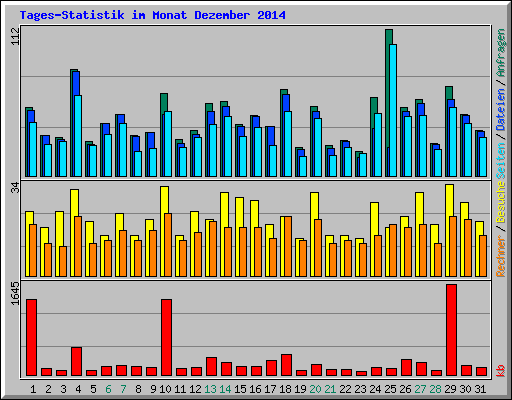 Tages-Statistik im Monat Dezember 2014
112
34
1645
Rechner / Besuche Seiten / Dateien / Anfragen
kb
1 2 3 4 5 6 7 8 9 10 11 12 13 14 15 16 17 18 19 20 21 22 23 24 25 26 27 28 29 30 31